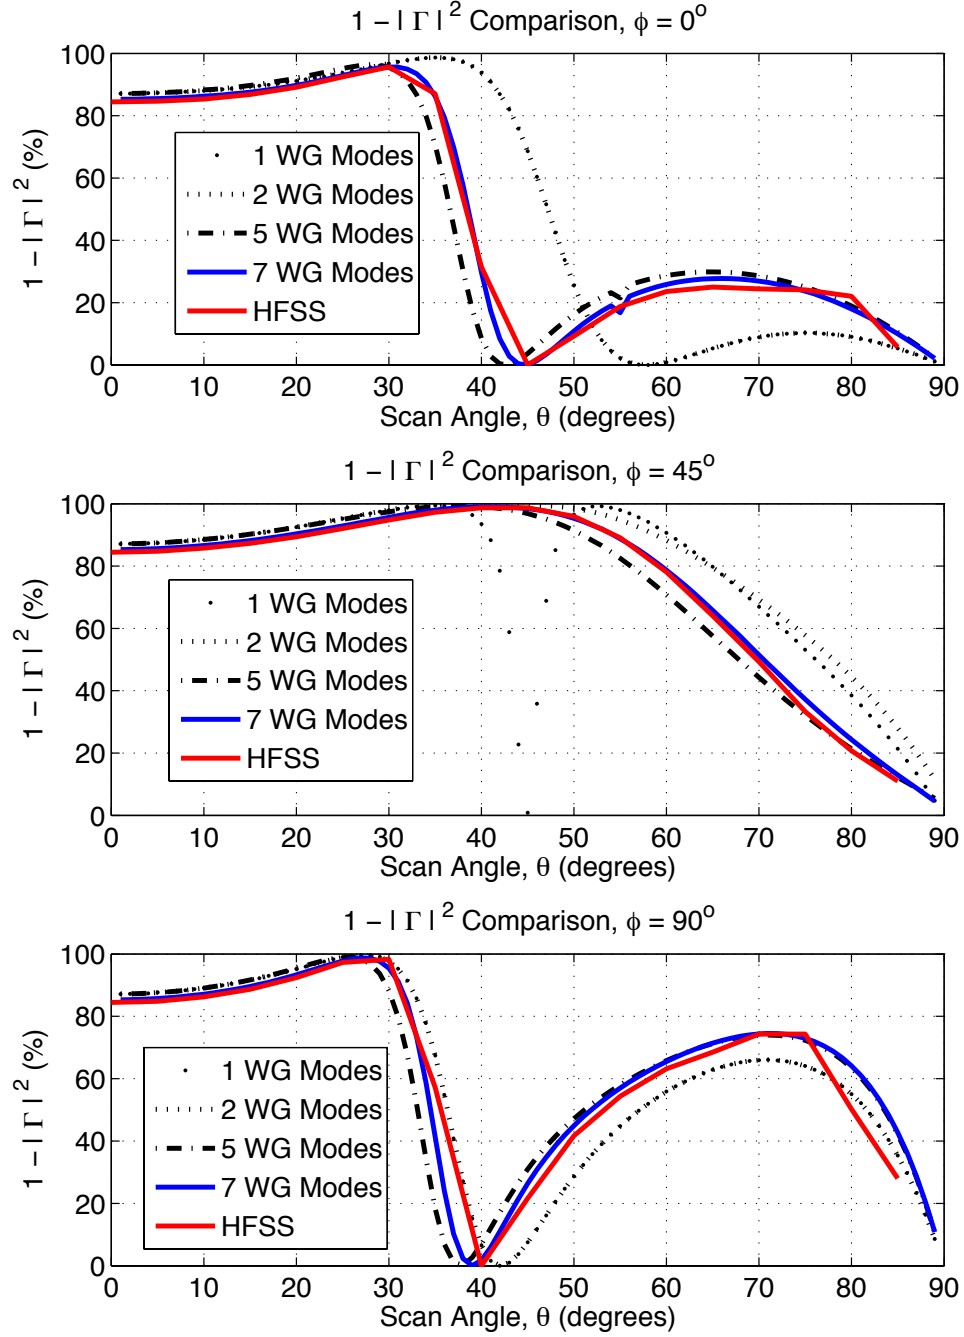 1 − | Γ | 2 Comparison, ϕ = 0o
1 − | Γ | 2 (%)
100
80
60
40
20
0
1 WG Modes
2 WG Modes
5 WG Modes
7 WG Modes
HFSS
0 10 20 30 40 50 60 70 80 90
Scan Angle, θ (degrees)
1 − | Γ | 2 Comparison, ϕ = 45o
1 − | Γ | 2 (%)
100
80
60
40
20
0
1 WG Modes
2 WG Modes
5 WG Modes
7 WG Modes
HFSS
0 10 20 30 40 50 60 70 80 90
Scan Angle, θ (degrees)
1 − | Γ | 2 Comparison, ϕ = 90o
1 − | Γ | 2 (%)
100
80
60
40
20
0
1 WG Modes
2 WG Modes
5 WG Modes
7 WG Modes
HFSS
0 10 20 30 40 50 60 70 80 90
Scan Angle, θ (degrees)